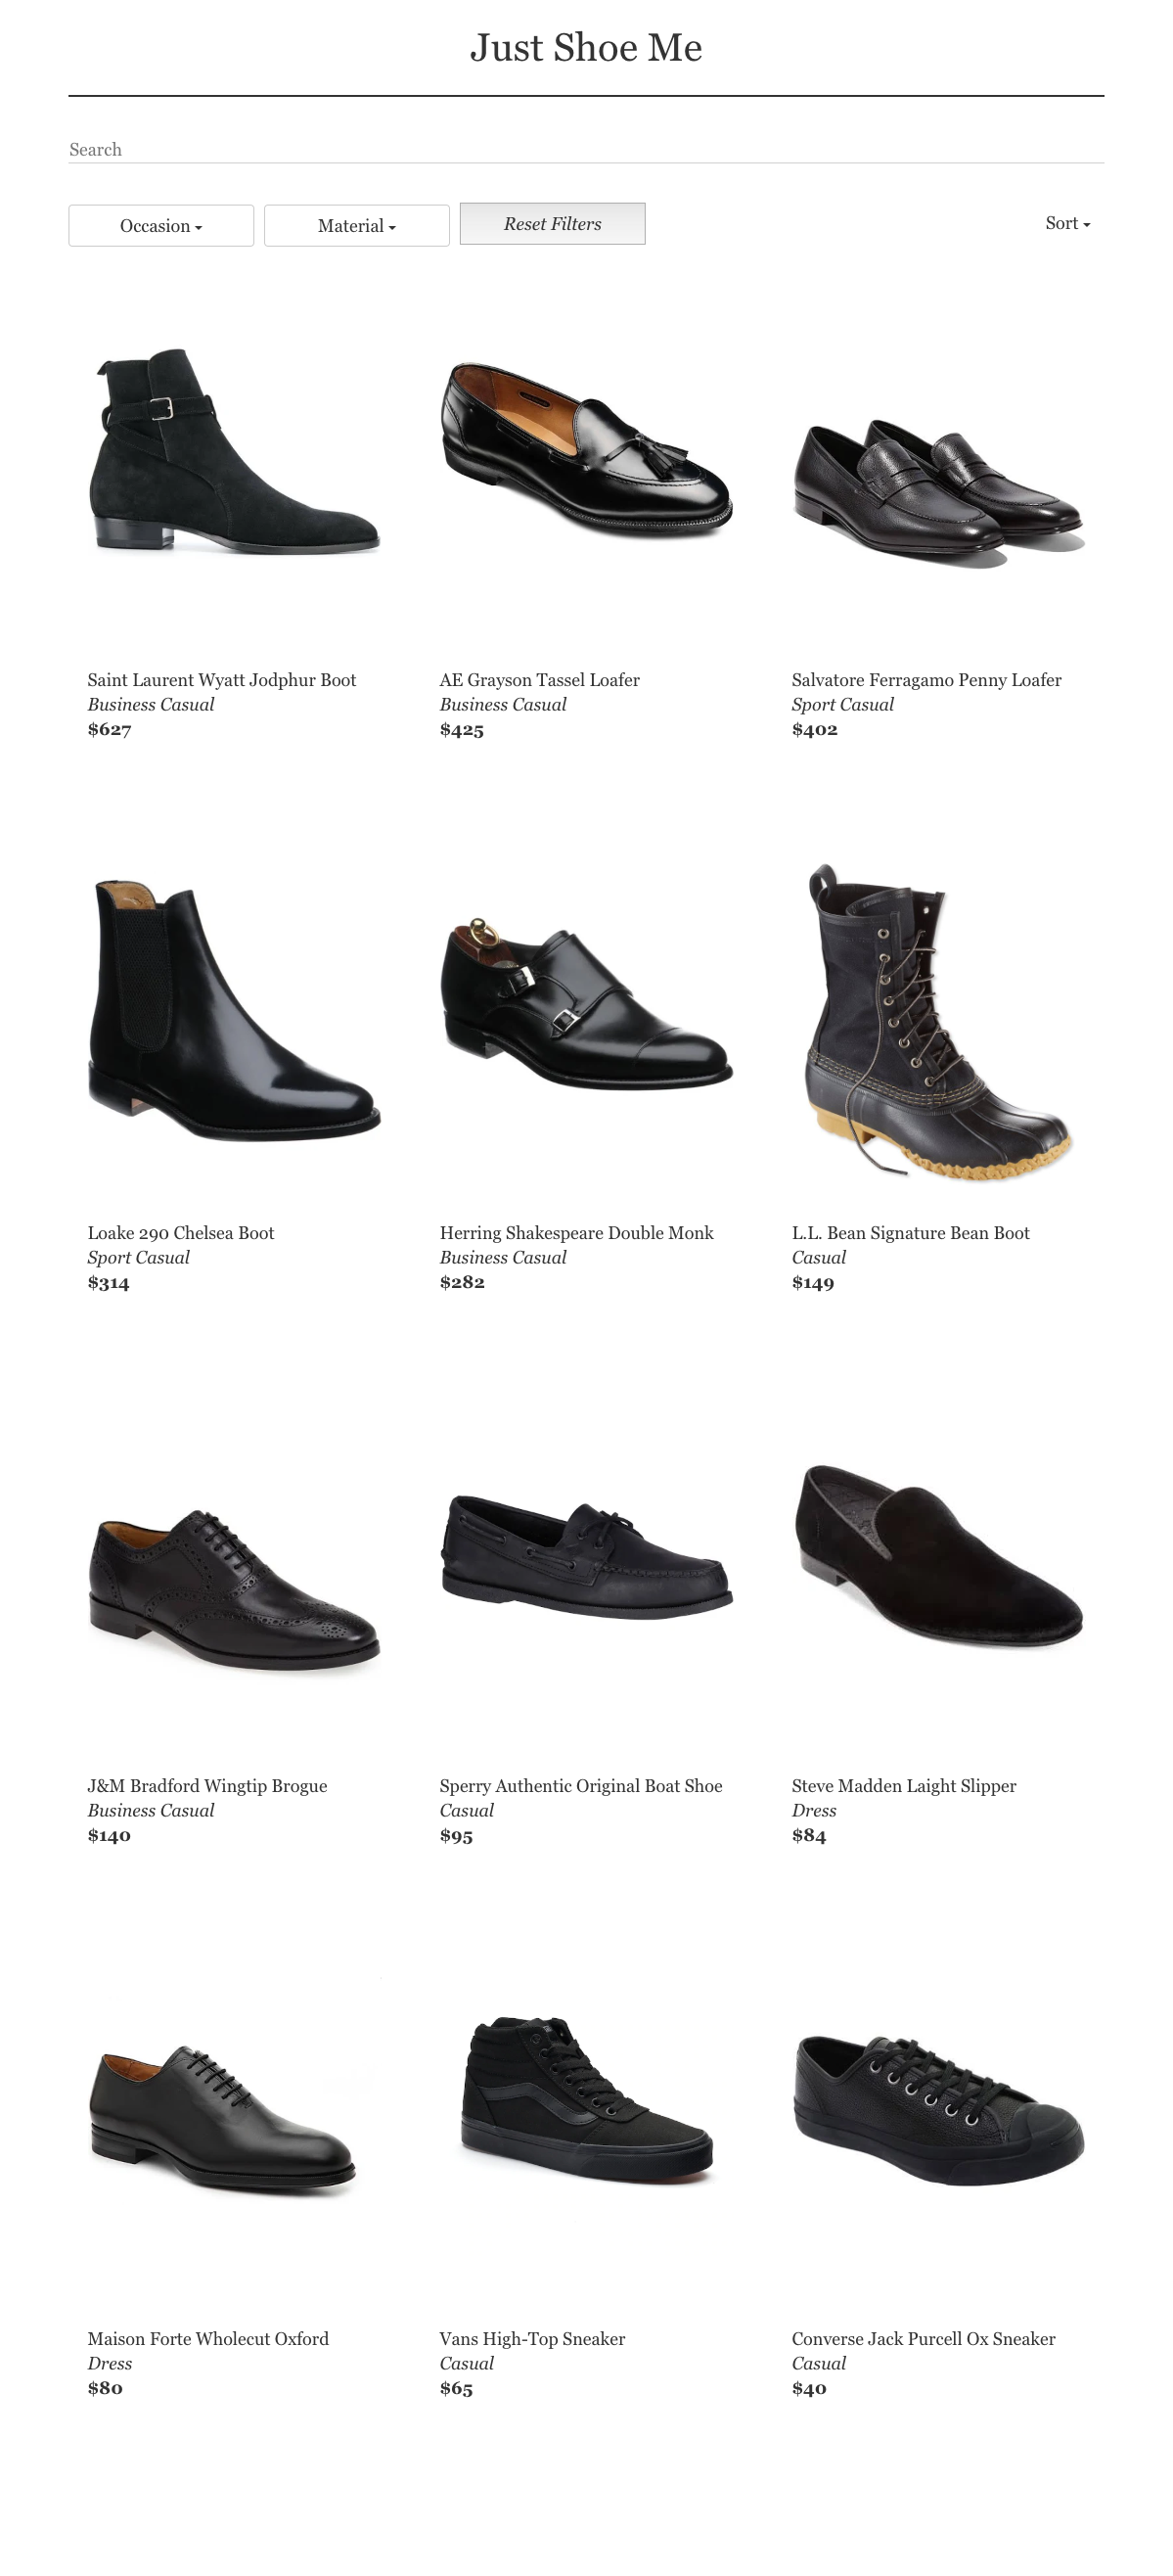 Just Shoe Me
Search
Occasion
Material
Reset Filters
Sort
Saint Laurent Wyatt Jodphur Boot
Business Casual
$627
AE Grayson Tassel Loafer
Business Casual
$425
Salvatore Ferragamo Penny Loafer
Sport Casual
$402
Loake 290 Chelsea Boot
Sport Casual
$314
Herring Shakespeare Double Monk
Business Casual
$282
L.L. Bean Signature Bean Boot
Casual
$149
J&M Bradford Wingtip Brogue
Business Casual
$140
Sperry Authentic Original Boat Shoe
Casual
$95
Steve Madden Laight Slipper
Dress
$84
Maison Forte Wholecut Oxford
Dress
$80
Vans High-Top Sneaker
Casual
$65
Converse Jack Purcell Ox Sneaker
Casual
$40